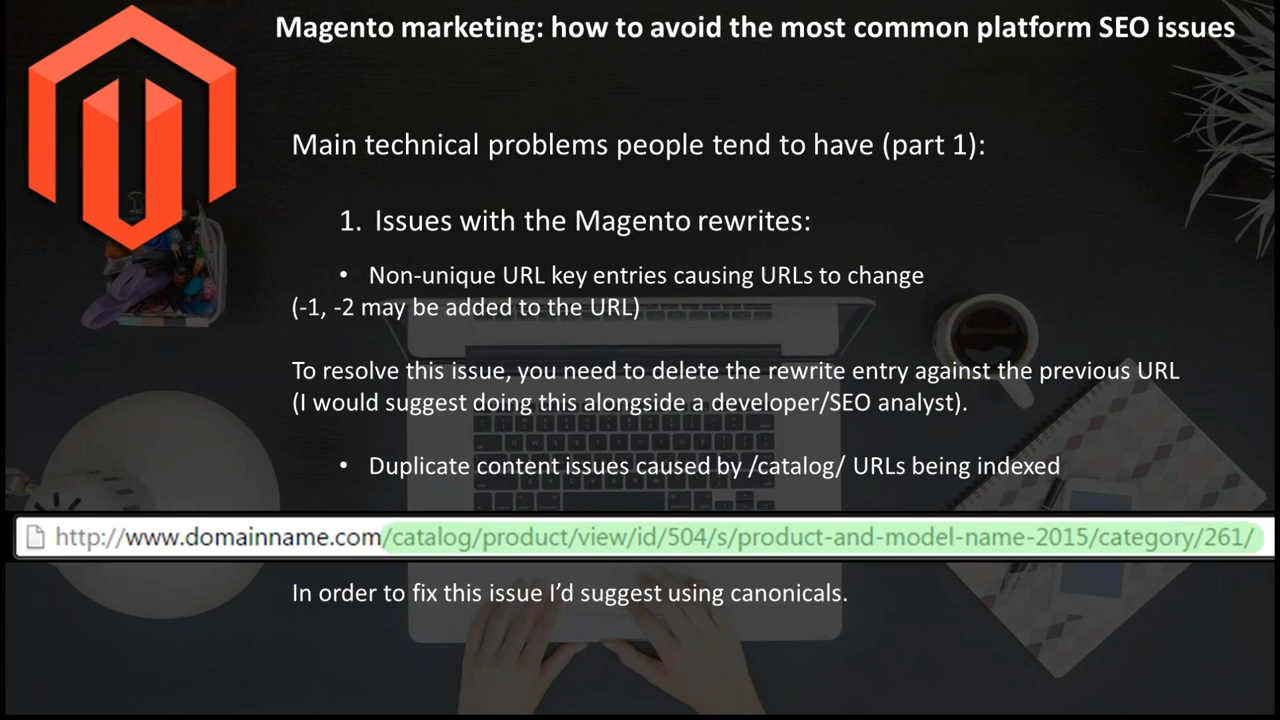 Magento marketing: how to avoid the most common platform SEO issues
Main technical problems people tend to have (part 1):
1. Issues with the Magento rewrites:
• Non-unique URL key entries causing URLs to change
(-1, -2 may be added to the URL)
To resolve this issue, you need to delete the rewrite entry against the previous URL
(I would suggest doing this alongside a developer/SEO analyst).
• Duplicate content issues caused by /catalog/ URLs being indexed
http://www.domainname.com/catalog/product/view/id/504/s/product-and-model-name-2015/category/261/
In order to fix this issue I’d suggest using canonicals.